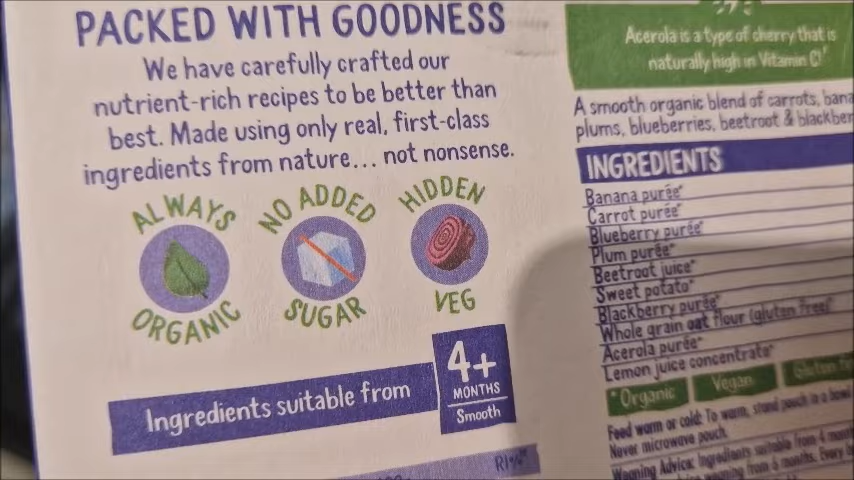 PACKED WITH GOODNESS
We have carefully crafted our
nutrient-rich recipes to be better than
best. Made using only real, first-class
ingredients from nature... not nonsense.
ALWAYS
ORGANIC
NO ADDED
SUGAR
HIDDEN
VEG
Ingredients suitable from
4+
MONTHS
Smooth
Acerola is a type of cherry that is
naturally high in Vitamin C!
A smooth organic blend of carrots,
plums, blueberries, beetroot &
INGREDIENTS
Banana purée*
Carrot purée*
Blueberry purée*
Plum purée*
Beetroot juice*
Sweet potato*
Blackberry purée*
Whole grain oat flour (gluten free)*
Acerola purée*
Lemon juice concentrate*
*Organic
Vegan
Gluten
Feed warm or cold: To warm, stand pouch in a bowl
Never microwave pouch.
Weaning Advice: Ingredients suitable from 4
weaning from 6 months.